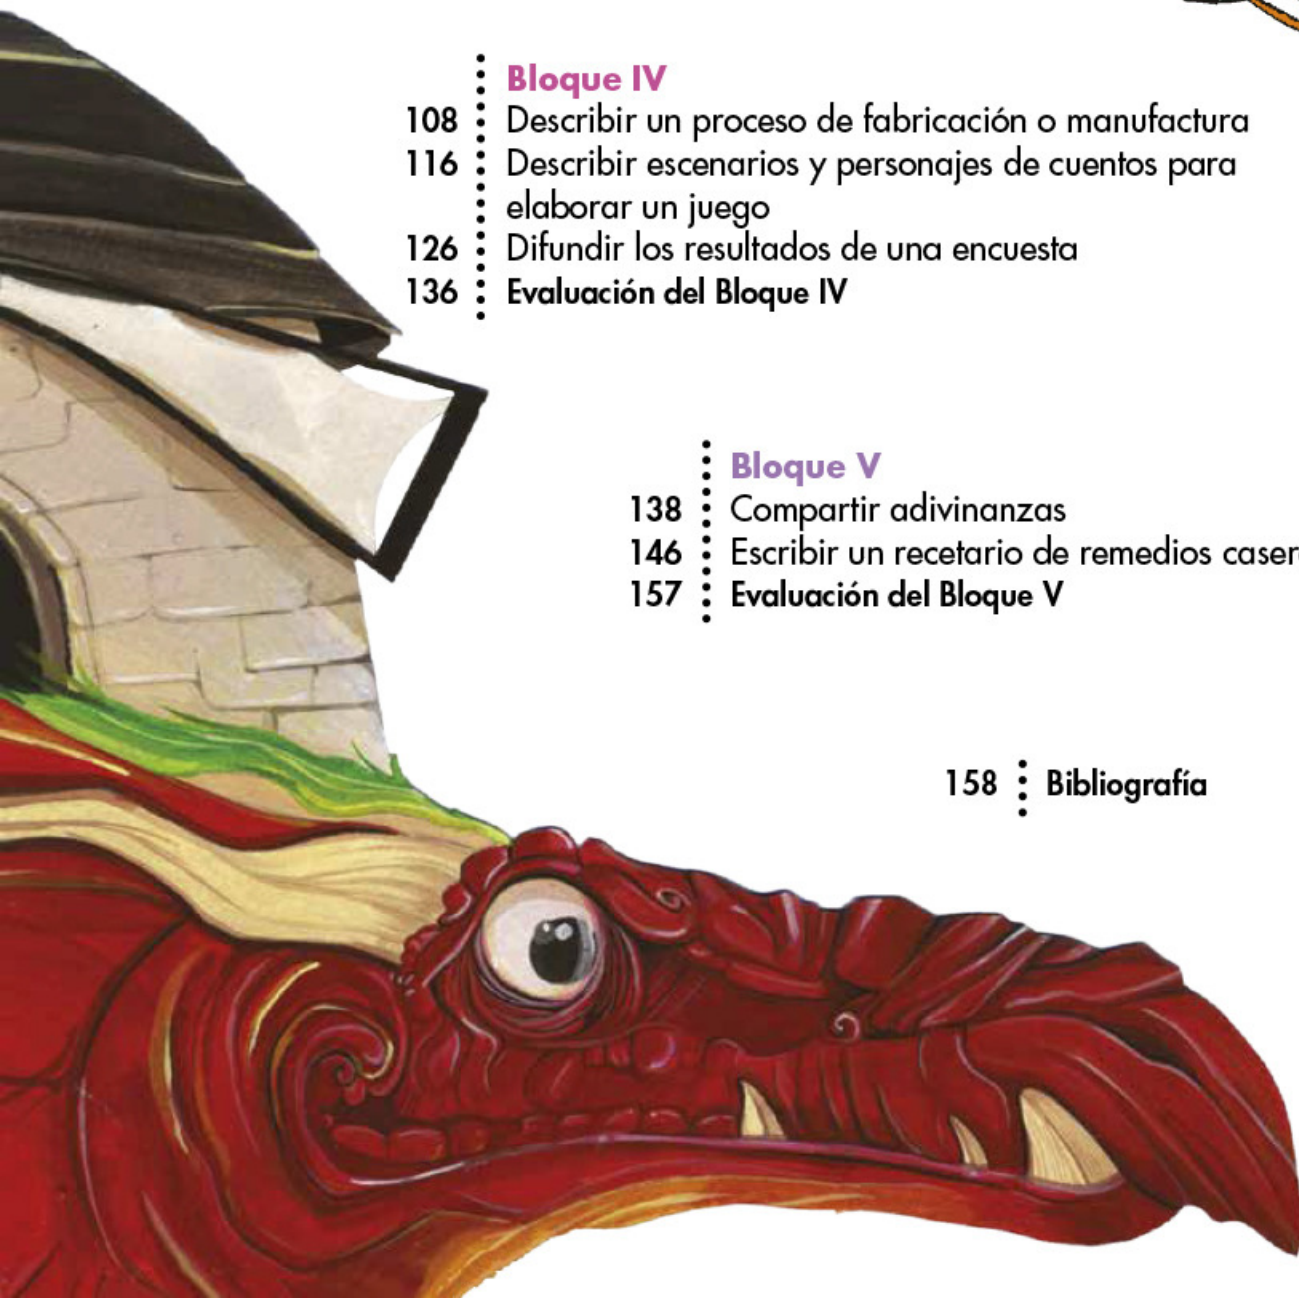 Bloque IV
108 Describir un proceso de fabricación o manufactura
116 Describir escenarios y personajes de cuentos para
elaborar un juego
126 Difundir los resultados de una encuesta
136 Evaluación del Bloque IV
Bloque V
138 Compartir adivinanzas
146 Escribir un recetario de remedios
157 Evaluación del Bloque V
158 Bibliografía